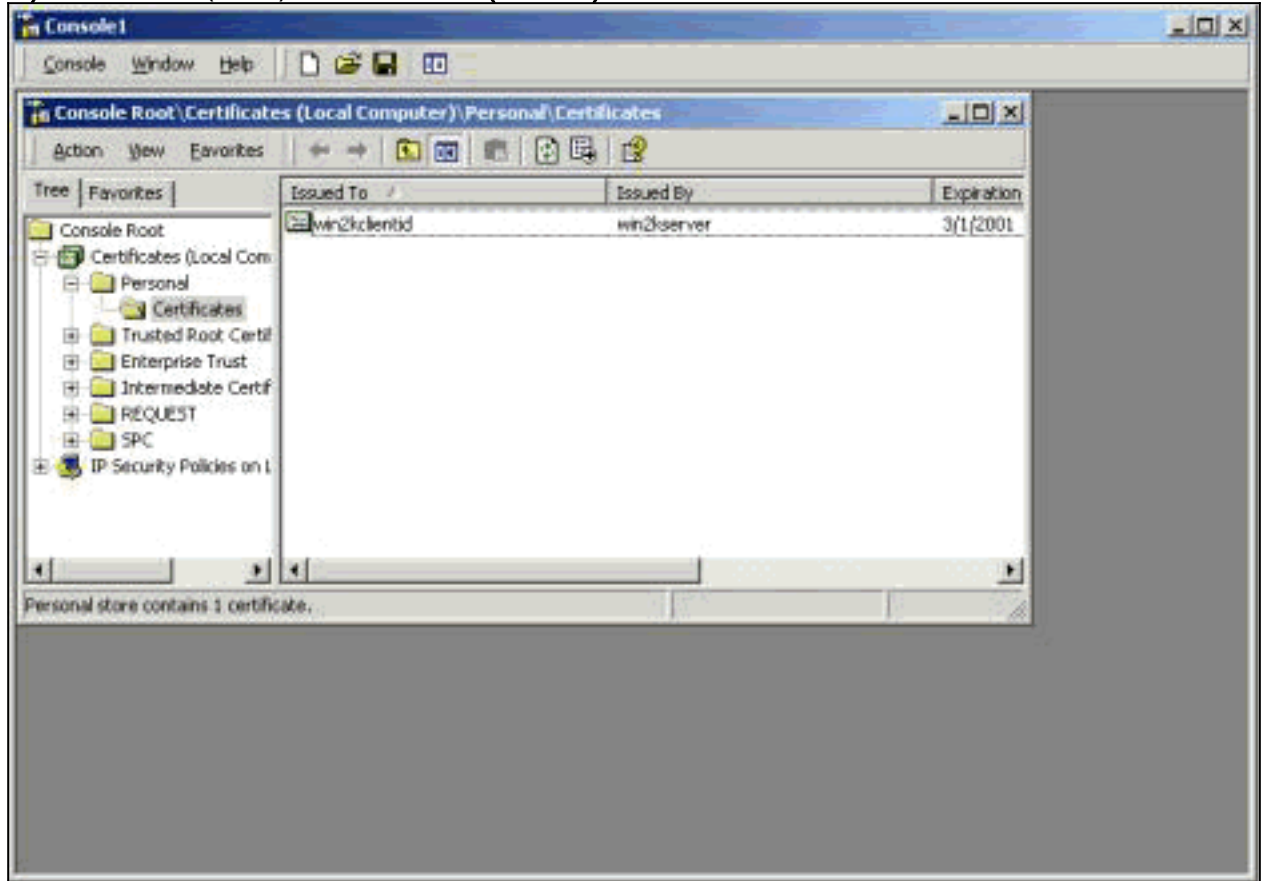 Console1
Console Window Help
Console Root\Certificates (Local Computer)\Personal\Certificates
Action View Favorites
Tree Favorites
Issued To Issued By Expiration
win2kclientid win2kserver 3/1/2001
Console Root
Certificates (Local Com
Personal
Certificates
Trusted Root Certif
Enterprise Trust
Intermediate Certif
REQUEST
SPC
IP Security Policies on L
Personal store contains 1 certificate.